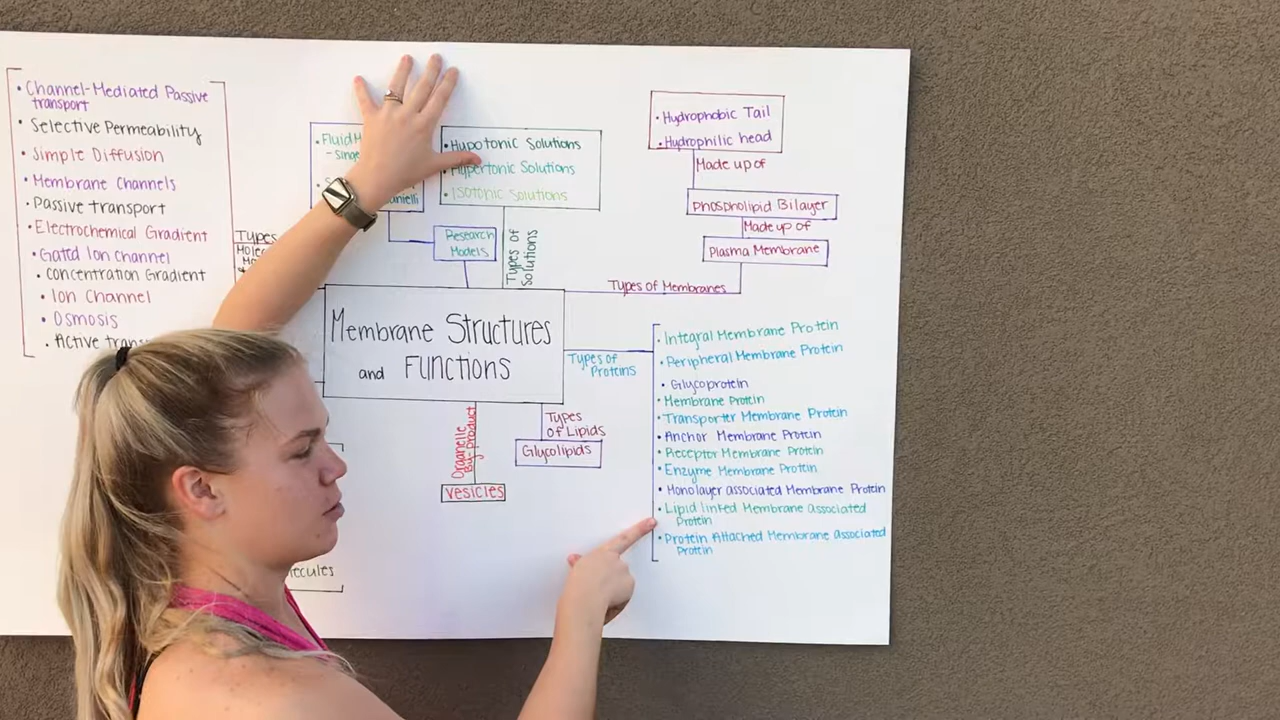 • Channel-Mediated Passive
transport
• Selective Permeability
• Simple Diffusion
• Membrane Channels
• Passive transport
• Electrochemical Gradient
• Gated Ion channel
• Concentration Gradient
• Ion Channel
• Osmosis
• Active
Types
• Fluid
• Hypotonic Solutions
Hypertonic Solutions
• Isotonic Solutions
Research
Models
Types of
Solutions
• Hydrophobic Tail
• Hydrophilic head
Made up of
Phospholipid Bilayer
Made up of
Plasma Membrane
Types of Membranes
Membrane Structures
and Functions
Types of
Proteins
• Integral Membrane Protein
• Peripheral Membrane Protein
• Glycoprotein
• Membrane Protein
• Transporter Membrane Protein
• Anchor Membrane Protein
• Receptor Membrane Protein
• Enzyme Membrane Protein
• Monolayer associated Membrane Protein
• Lipid linked Membrane Associated
Protein
• Protein Attached Membrane Associated
Protein
Types
of Lipids
Glycolipids
Organelle
By-product
Vesicles